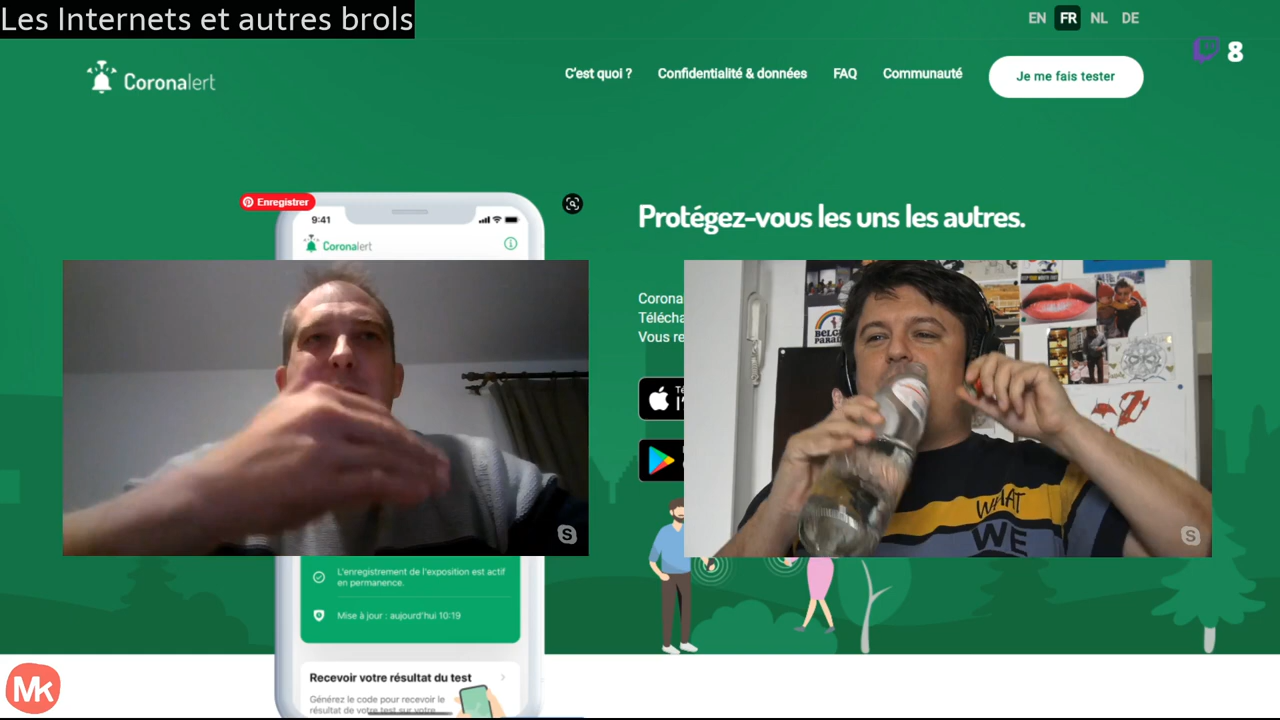 Les Internets et autres brols
EN FR NL DE
8
Coronalert
C'est quoi ?
Confidentialité & données
FAQ
Communauté
Je me fais tester
Enregistrer
9:41
Coronalert
Protégez-vous les uns les autres.
Corona
Télécha
Vous re
BELG
PARA
WHAT
WE
L'enregistrement de l'exposition est actif
en permanence.
Mise à jour : aujourd'hui 10:19
Recevoir votre résultat du test
Générez le code pour recevoir le
résultat de votre test sur votre
Mk